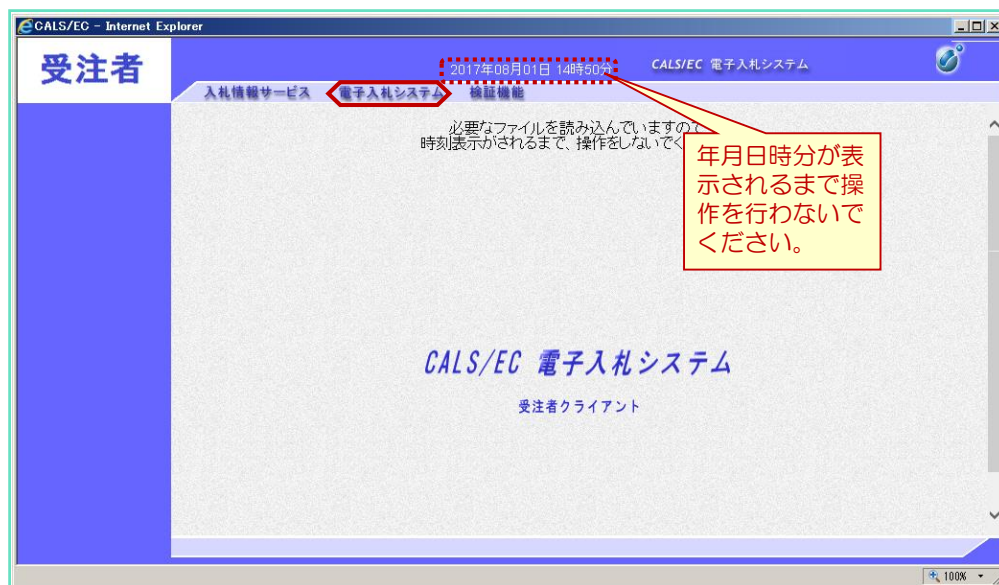 CALS/EC - Internet Explorer
受注者
2017年08月01日 14時50分
CALS/EC 電子入札システム
入札情報サービス 電子入札システム 検証機能
必要なファイルを読み込んでいますので
時刻表示がされるまで、操作をしないでく
年月日時分が表
示されるまで操
作を行わないで
ください。
CALS/EC 電子入札システム
受注者クライアント
100%